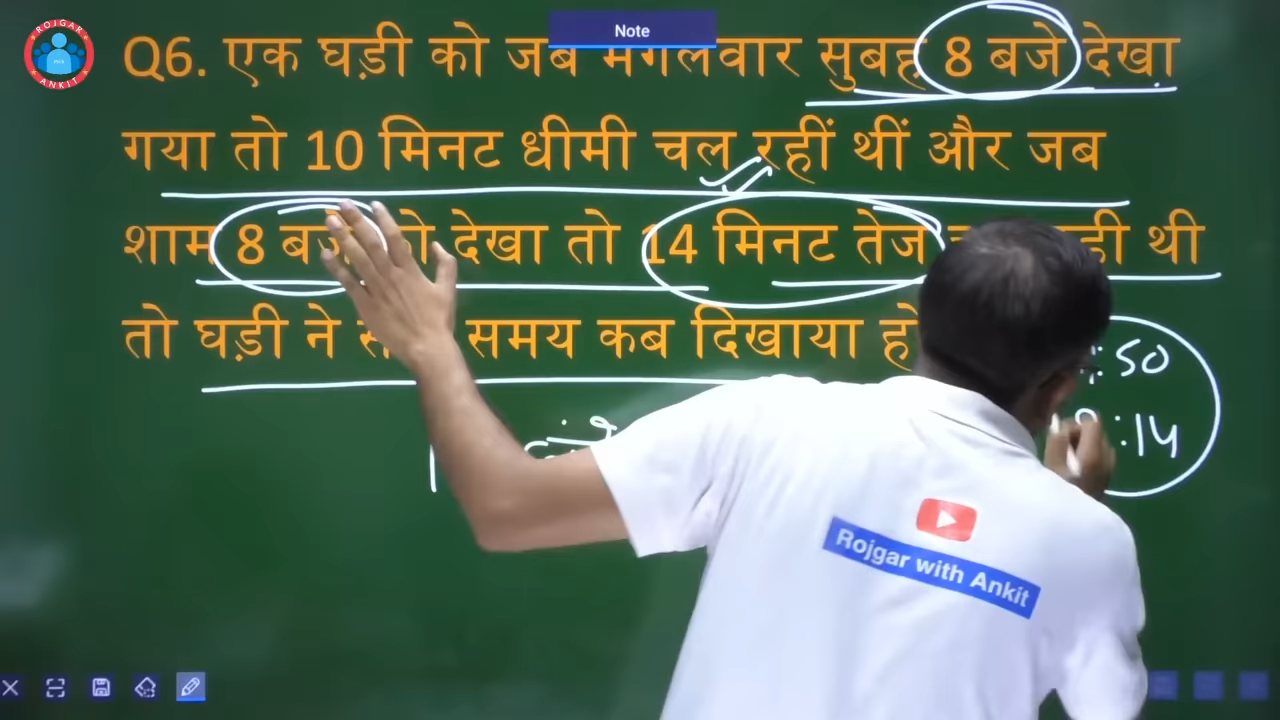 ROJGAR
ANKIT
Note
Q6. एक घड़ी को जब मंगलवार सुबह 8 बजे देखा
गया तो 10 मिनट धीमी चल रहीं थीं और जब
शाम 8 बजे को देखा तो 14 मिनट तेज थी
तो घड़ी ने समय कब दिखाया
:50
:14
Rojgar with Ankit